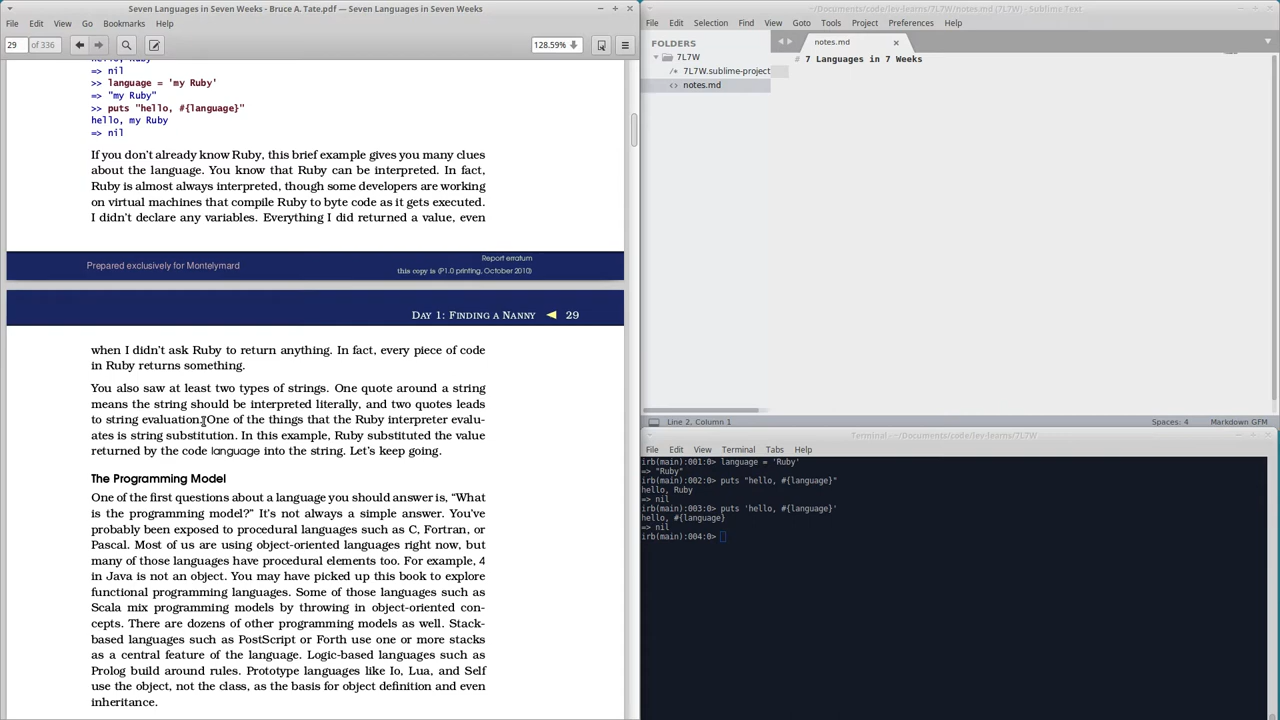 Seven Languages in Seven Weeks - Bruce A. Tate.pdf — Seven Languages in Seven Weeks
File Edit View Go Bookmarks Help
29 of 336 128.59%
=> nil
>> language = 'my Ruby'
=> "my Ruby"
>> puts "hello, #{language}"
hello, my Ruby
=> nil
If you don't already know Ruby, this brief example gives you many clues
about the language. You know that Ruby can be interpreted. In fact,
Ruby is almost always interpreted, though some developers are working
on virtual machines that compile Ruby to byte code as it gets executed.
I didn't declare any variables. Everything I did returned a value, even
Report erratum
Prepared exclusively for Montelymard
this copy is (P1.0 printing, October 2010)
DAY 1: FINDING A NANNY ◀ 29
when I didn't ask Ruby to return anything. In fact, every piece of code
in Ruby returns something.
You also saw at least two types of strings. One quote around a string
means the string should be interpreted literally, and two quotes leads
to string evaluation. One of the things that the Ruby interpreter evalu-
ates is string substitution. In this example, Ruby substituted the value
returned by the code language into the string. Let's keep going.
The Programming Model
One of the first questions about a language you should answer is, “What
is the programming model?” It's not always a simple answer. You've
probably been exposed to procedural languages such as C, Fortran, or
Pascal. Most of us are using object-oriented languages right now, but
many of those languages have procedural elements too. For example, 4
in Java is not an object. You may have picked up this book to explore
functional programming languages. Some of those languages such as
Scala mix programming models by throwing in object-oriented con-
cepts. There are dozens of other programming models as well. Stack-
based languages such as PostScript or Forth use one or more stacks
as a central feature of the language. Logic-based languages such as
Prolog build around rules. Prototype languages like Io, Lua, and Self
use the object, not the class, as the basis for object definition and even
inheritance.
~/Documents/code/lev-learns/7L7W/notes.md (7L7W) - Sublime Text
File Edit Selection Find View Goto Tools Project Preferences Help
FOLDERS
7L7W
/* 7L7W.sublime-project
<> notes.md
notes.md
# 7 Languages in 7 Weeks
Line 2, Column 1 Spaces: 4 Markdown GFM
Terminal - ~/Documents/code/lev-learns/7L7W
File Edit View Terminal Tabs Help
irb(main):001:0> language = 'Ruby'
=> "Ruby"
irb(main):002:0> puts "hello, #{language}"
hello, Ruby
=> nil
irb(main):003:0> puts 'hello, #{language}'
hello, #{language}
=> nil
irb(main):004:0>